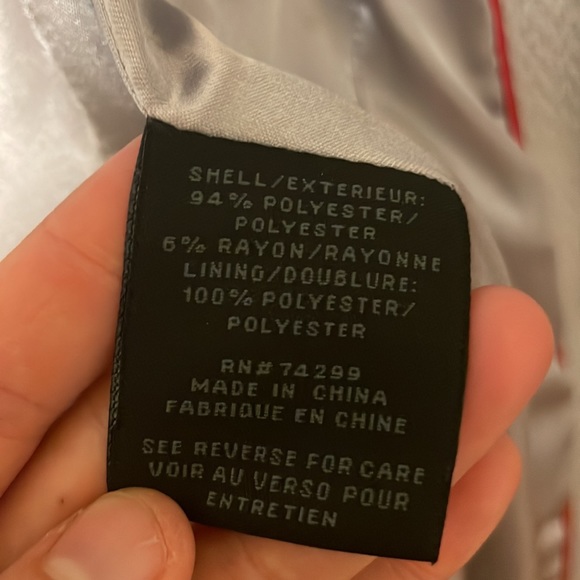 SHELL/EXTERIEUR:
94% POLYESTER/
POLYESTER
6% RAYON/RAYONNE
LINING/DOUBLURE:
100% POLYESTER/
POLYESTER
RN# 74299
MADE IN CHINA
FABRIQUE EN CHINE
SEE REVERSE FOR CARE
VOIR AU VERSO POUR
ENTRETIEN